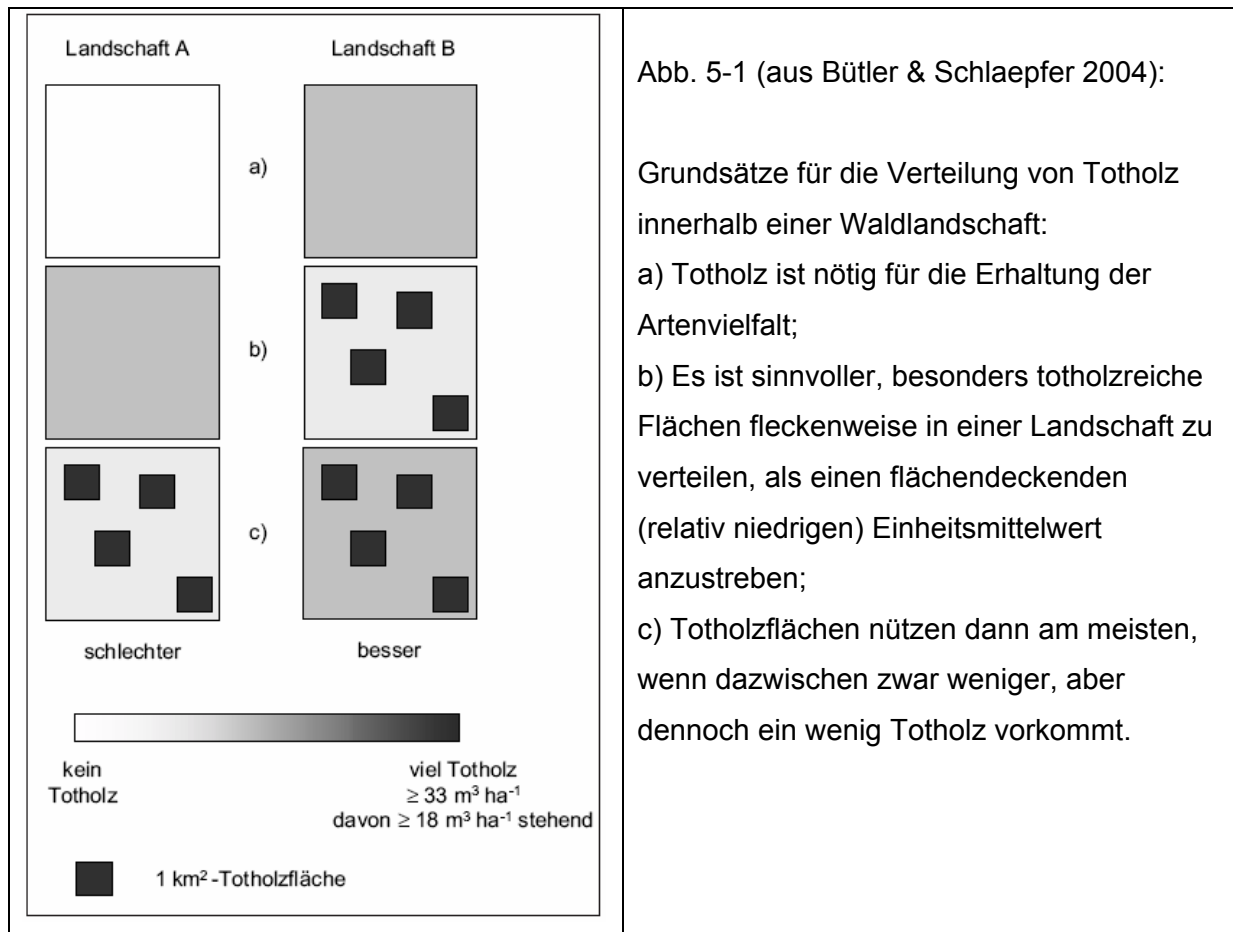 Landschaft A
Landschaft B
a)
b)
c)
schlechter
besser
kein
Totholz
viel Totholz
≥ 33 m³ ha⁻¹
davon ≥ 18 m³ ha⁻¹ stehend
1 km² -Totholzfläche
Abb. 5-1 (aus Bütler & Schlaepfer 2004):
Grundsätze für die Verteilung von Totholz
innerhalb einer Waldlandschaft:
a) Totholz ist nötig für die Erhaltung der
Artenvielfalt;
b) Es ist sinnvoller, besonders totholzreiche
Flächen fleckenweise in einer Landschaft zu
verteilen, als einen flächendeckenden
(relativ niedrigen) Einheitsmittelwert
anzustreben;
c) Totholzflächen nützen dann am meisten,
wenn dazwischen zwar weniger, aber
dennoch ein wenig Totholz vorkommt.